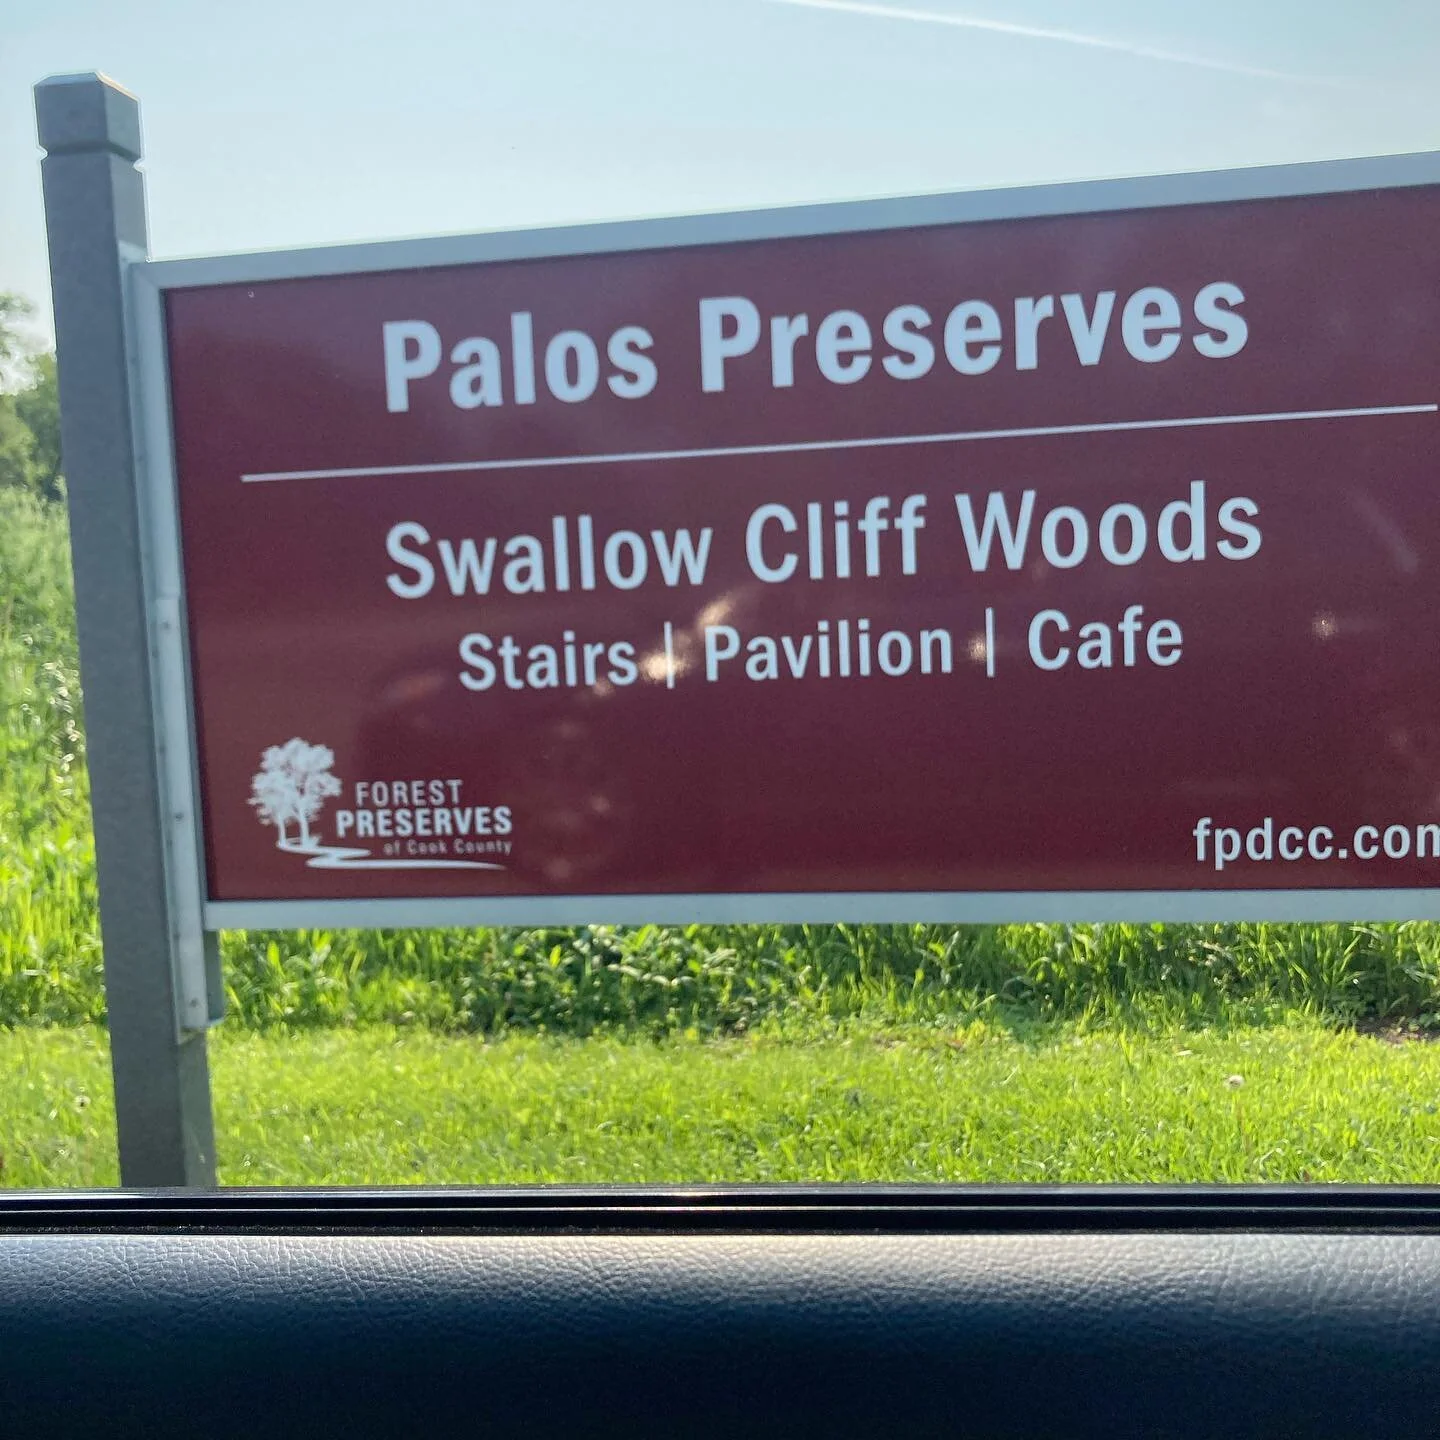 Palos Preserves
Swallow Cliff Woods
Stairs | Pavilion | Cafe
FOREST
PRESERVES
of Cook County
fpdcc.com